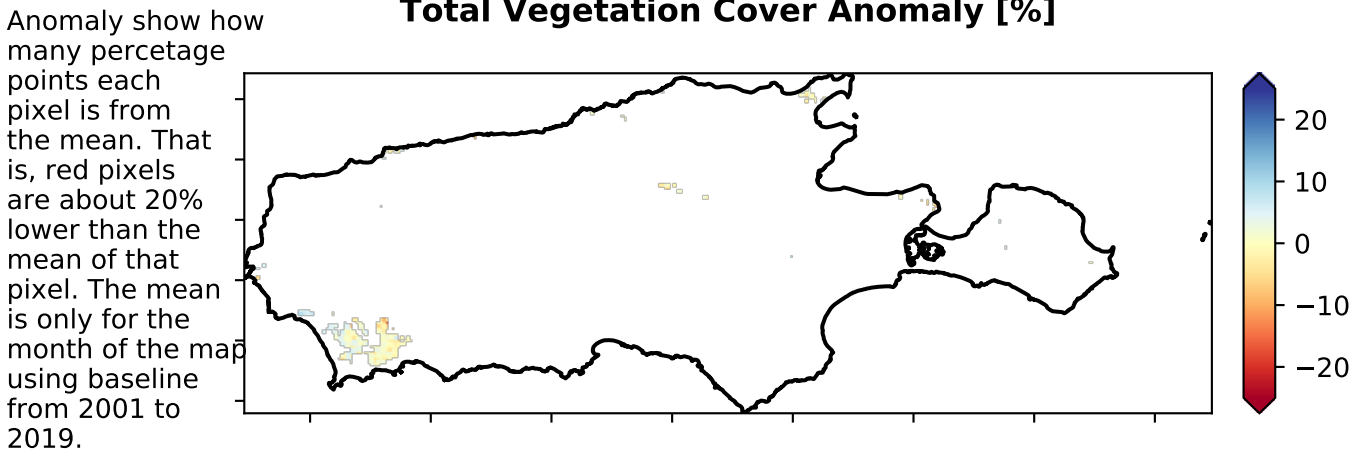 Total Vegetation Cover Anomaly [%]
Anomaly show how
many percetage
points each
pixel is from
the mean. That
is, red pixels
are about 20%
lower than the
mean of that
pixel. The mean
is only for the
month of the map
using baseline
from 2001 to
2019.
20
10
0
−10
−20